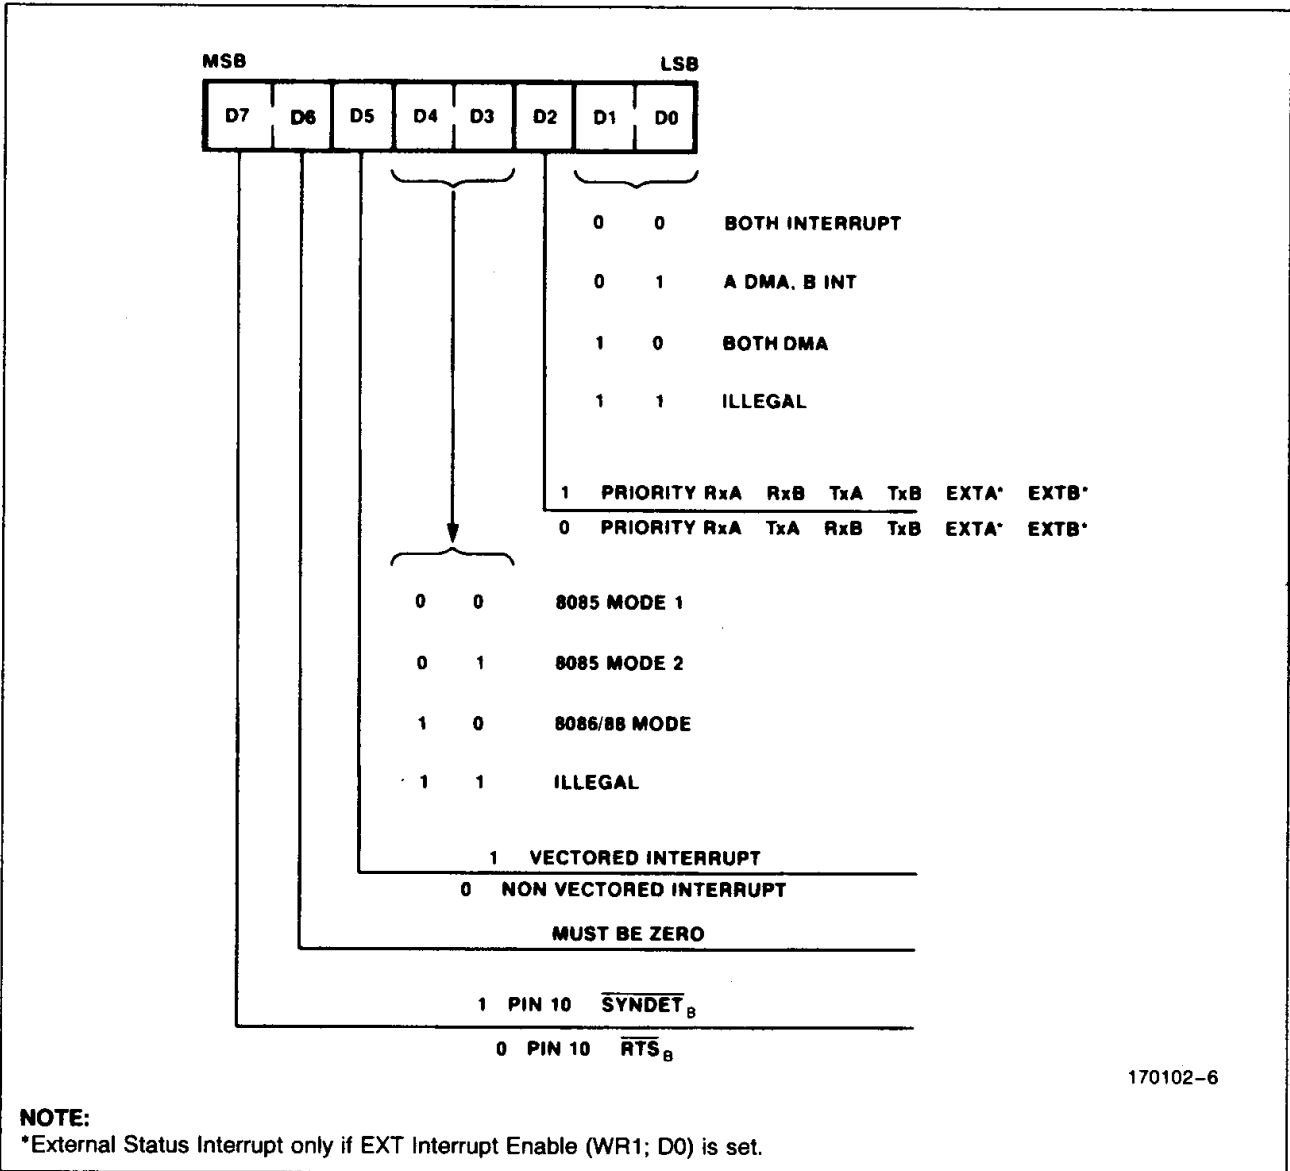 MSB LSB
D7 D6 D5 D4 D3 D2 D1 D0
0 0 BOTH INTERRUPT
0 1 A DMA, B INT
1 0 BOTH DMA
1 1 ILLEGAL
1 PRIORITY RxA RxB TxA TxB EXTA* EXTB*
0 PRIORITY RxA TxA RxB TxB EXTA* EXTB*
0 0 8085 MODE 1
0 1 8085 MODE 2
1 0 8086/88 MODE
1 1 ILLEGAL
1 VECTORED INTERRUPT
0 NON VECTORED INTERRUPT
MUST BE ZERO
1 PIN 10 SYNDET B
0 PIN 10 RTS B
170102-6
NOTE:
*External Status Interrupt only if EXT Interrupt Enable (WR1; D0) is set.